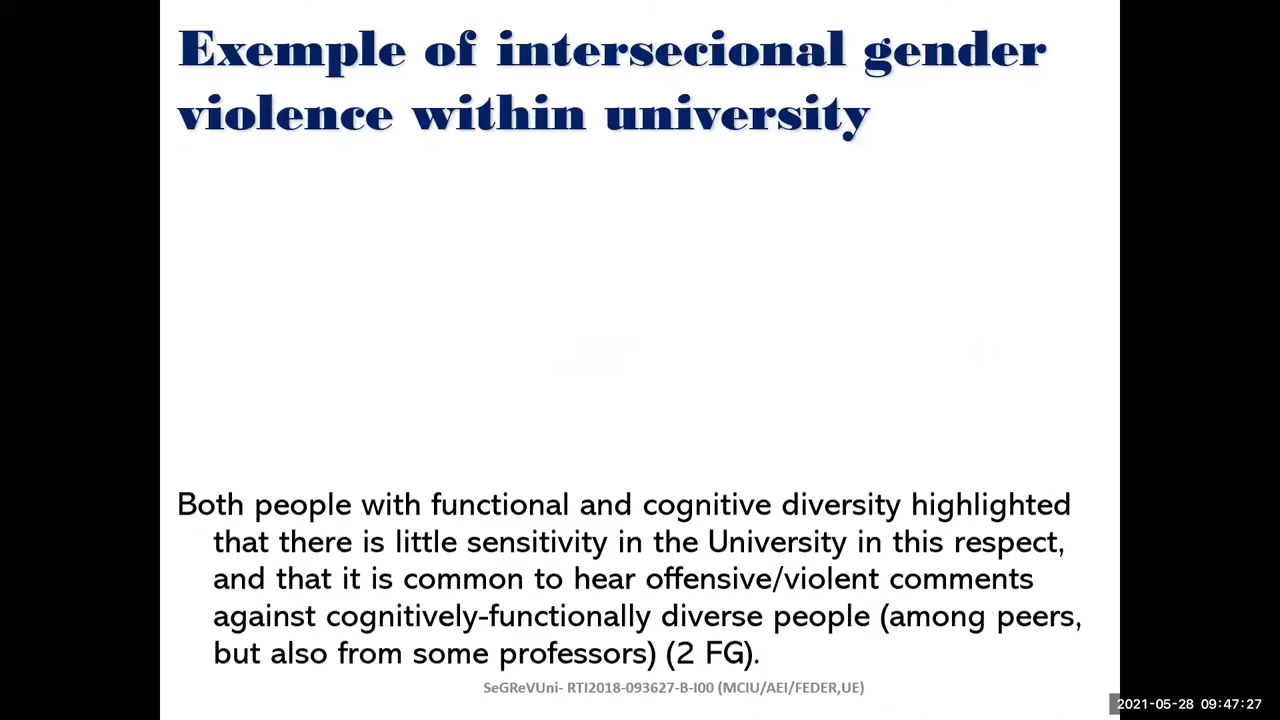 Exemple of intersecional gender
violence within university
Both people with functional and cognitive diversity highlighted
that there is little sensitivity in the University in this respect,
and that it is common to hear offensive/violent comments
against cognitively-functionally diverse people (among peers,
but also from some professors) (2 FG).
SeGReVUni- RTI2018-093627-B-I00 (MCIU/AEI/FEDER,UE)
2021-05-28 09:47:27